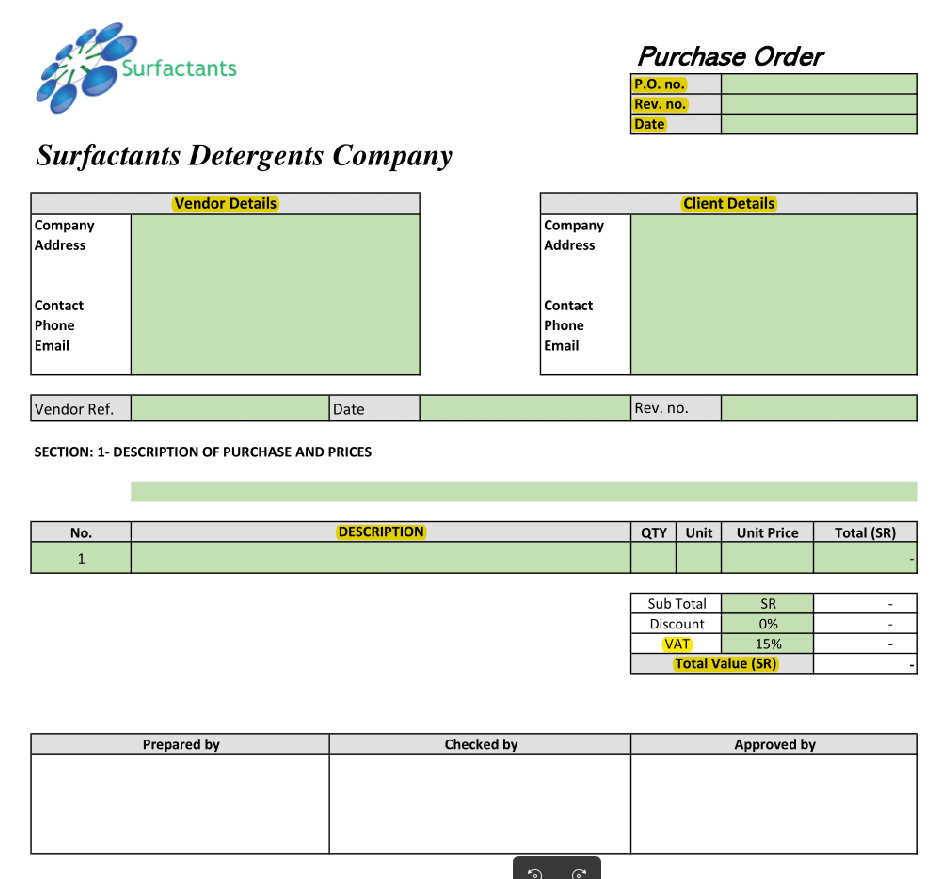 Surfactants
Purchase Order
P.O. no.
Rev. no.
Date
Surfactants Detergents Company
Vendor Details
Company
Address
Contact
Phone
Email
Client Details
Company
Address
Contact
Phone
Email
Vendor Ref. Date Rev. no.
SECTION: 1- DESCRIPTION OF PURCHASE AND PRICES
No. DESCRIPTION QTY Unit Unit Price Total (SR)
1 -
Sub Total SR -
Discount 0% -
VAT 15% -
Total Value (SR) -
Prepared by Checked by Approved by